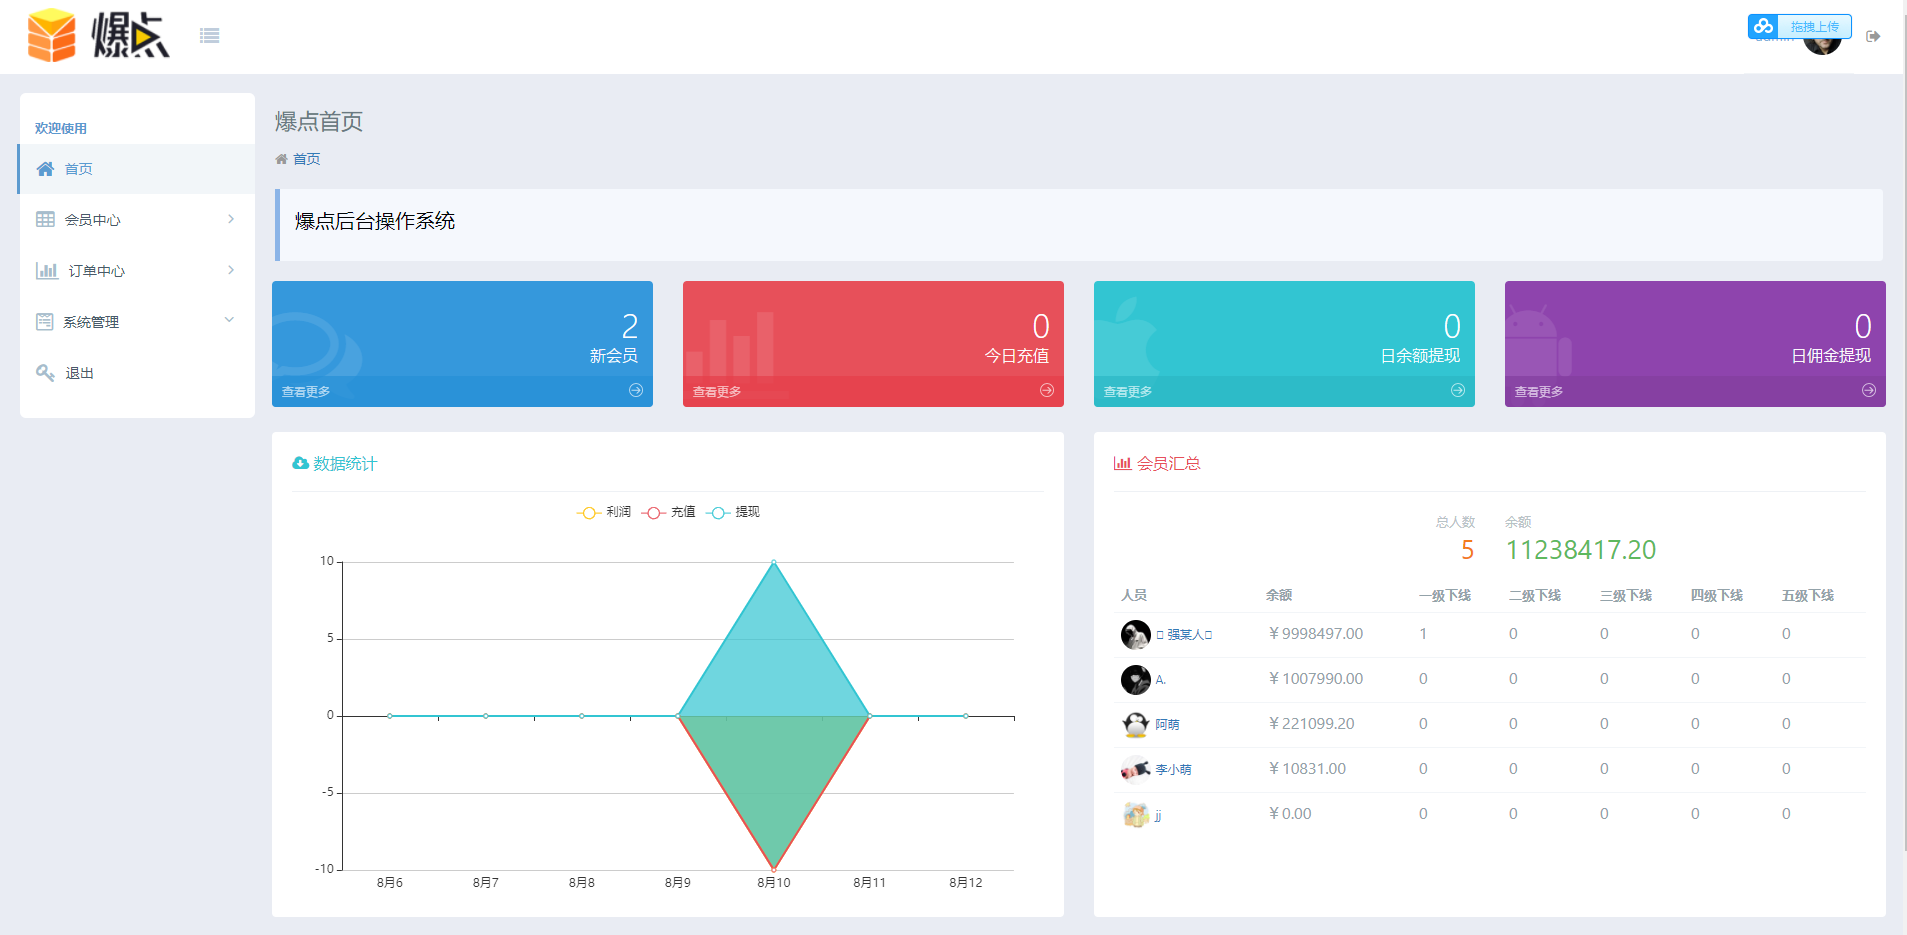 爆点
拖拽上传
欢迎使用
首页
会员中心
订单中心
系统管理
退出
爆点首页
首页
爆点后台操作系统
2
新会员
查看更多
0
今日充值
查看更多
0
日余额提现
查看更多
0
日佣金提现
查看更多
数据统计
利润 充值 提现
10
5
0
-5
-10
8月6 8月7 8月8 8月9 8月10 8月11 8月12
会员汇总
总人数 余额
5 11238417.20
人员 余额 一级下线 二级下线 三级下线 四级下线 五级下线
强某人 ￥9998497.00 1 0 0 0 0
A. ￥1007990.00 0 0 0 0 0
阿萌 ￥221099.20 0 0 0 0 0
李小萌 ￥10831.00 0 0 0 0 0
jj ￥0.00 0 0 0 0 0